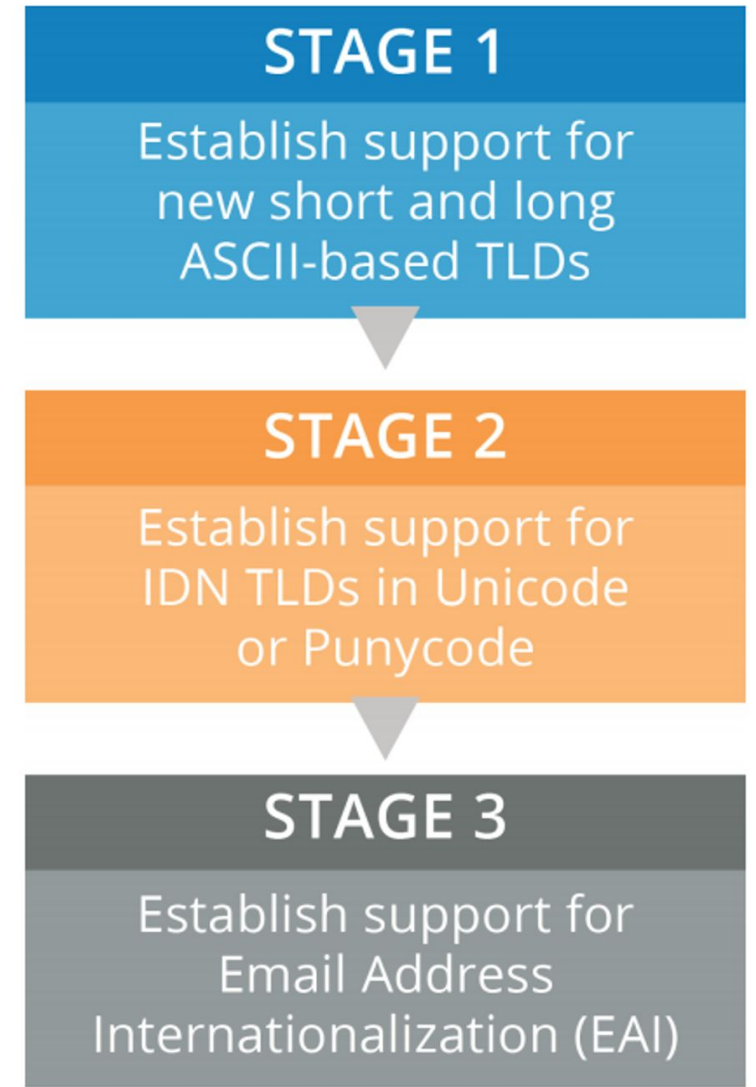 STAGE 1
Establish support for
new short and long
ASCII-based TLDs
STAGE 2
Establish support for
IDN TLDs in Unicode
or Punycode
STAGE 3
Establish support for
Email Address
Internationalization (EAI)